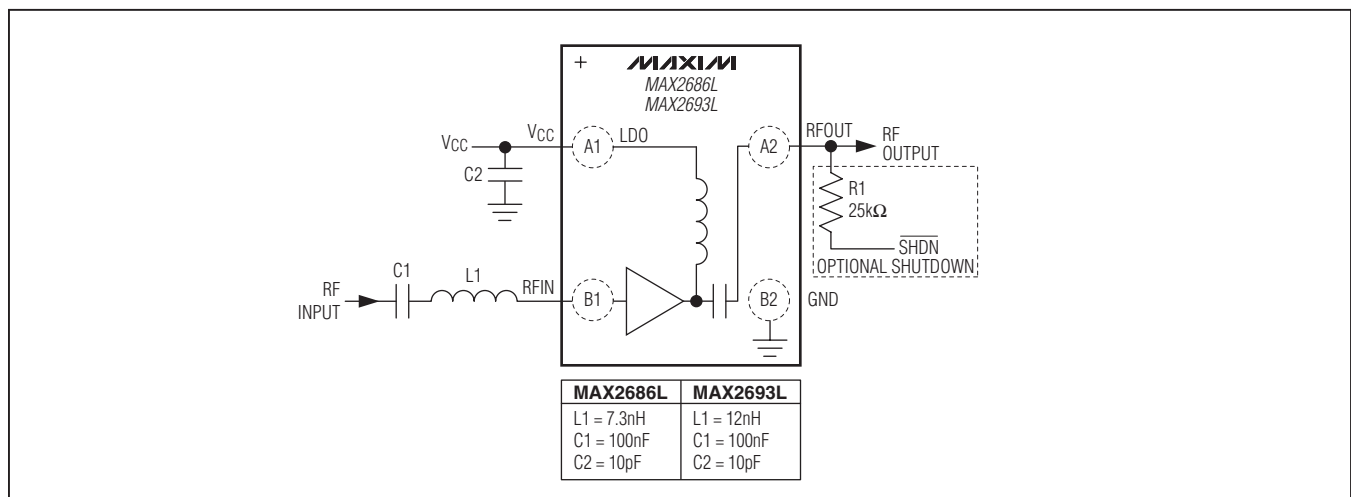 +
MAXIM
MAX2686L
MAX2693L
VCC
VCC
A1
LDO
A2
RFOUT
RF
OUTPUT
C2
R1
25kΩ
SHDN
OPTIONAL SHUTDOWN
RF
INPUT
C1
L1
RFIN
B1
B2
GND
MAX2686L MAX2693L
L1 = 7.3nH L1 = 12nH
C1 = 100nF C1 = 100nF
C2 = 10pF C2 = 10pF